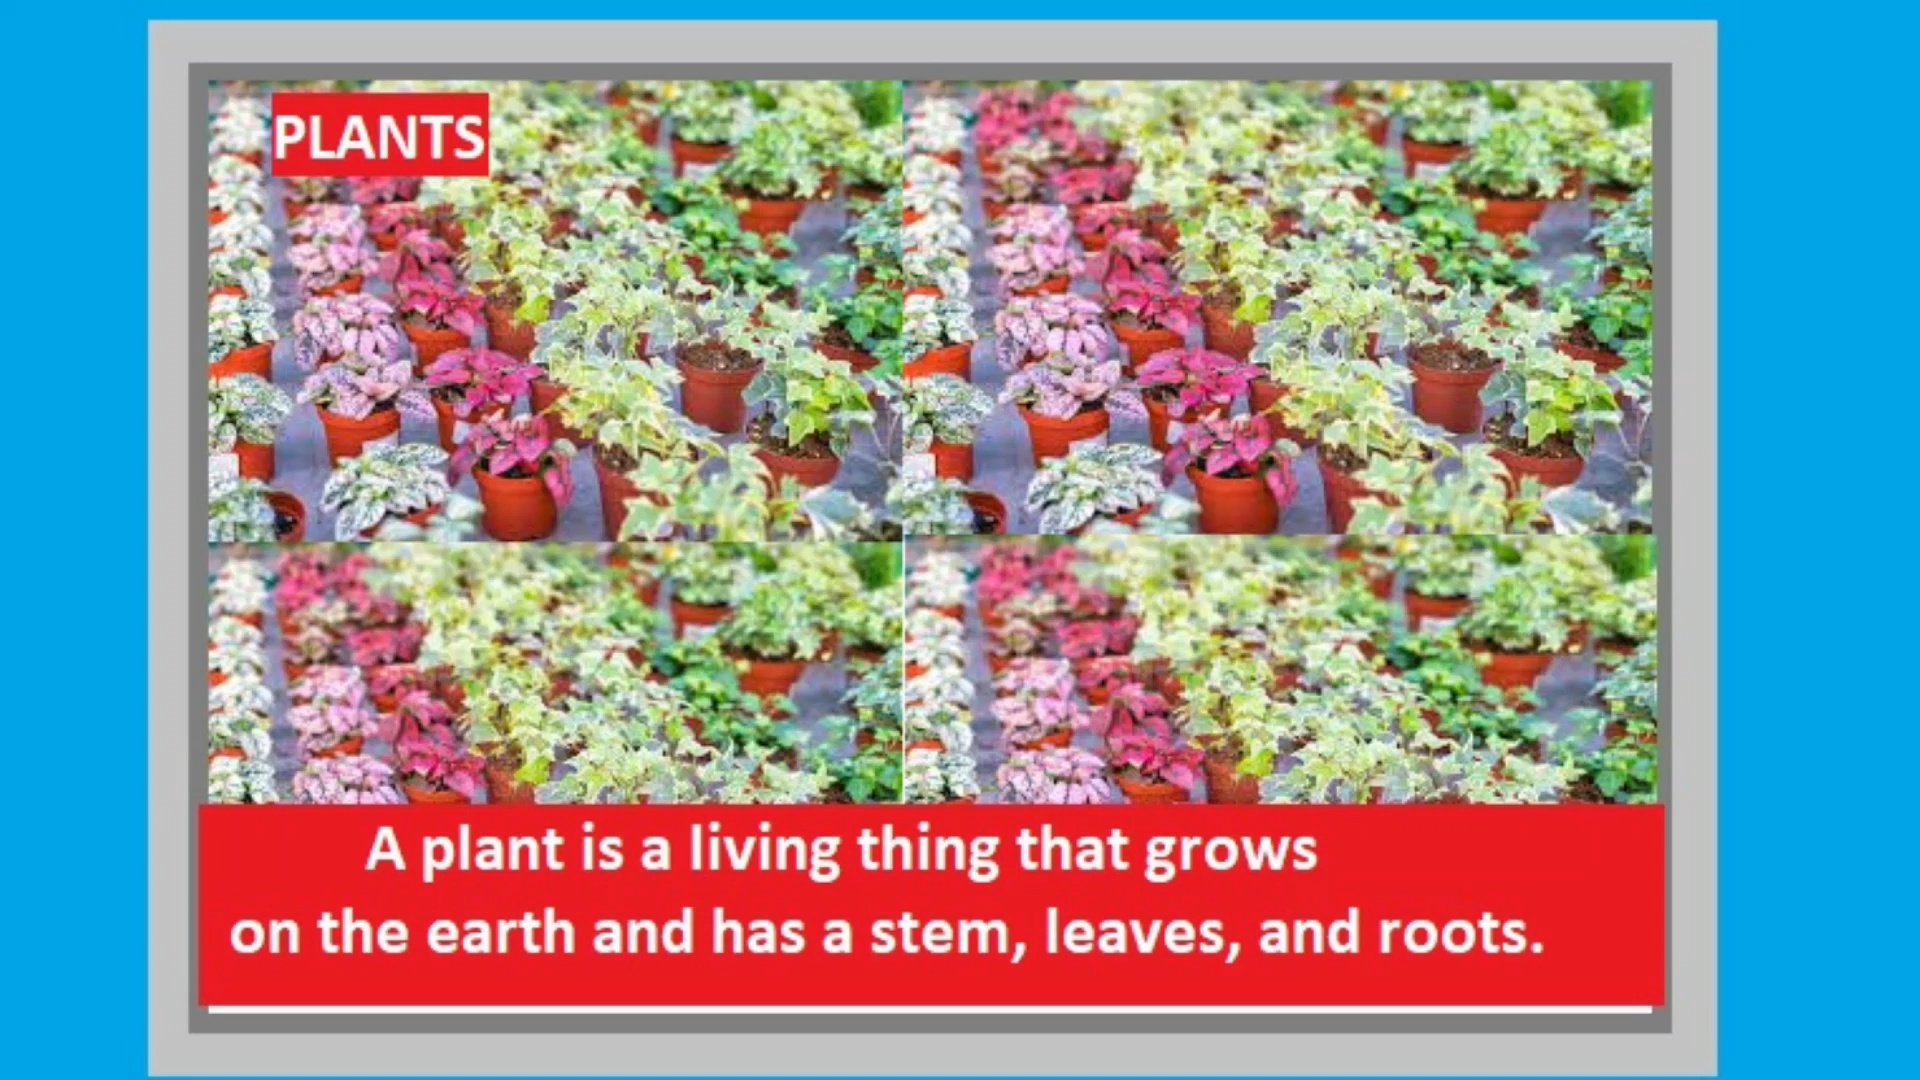 PLANTS
A plant is a living thing that grows
on the earth and has a stem, leaves, and roots.